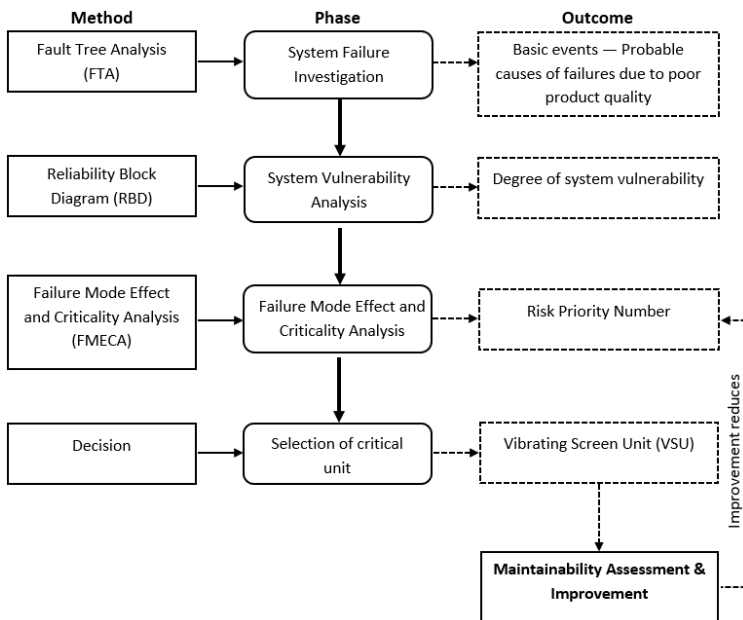 Method
Phase
Outcome
Fault Tree Analysis
(FTA)
System Failure
Investigation
Basic events — Probable
causes of failures due to poor
product quality
Reliability Block
Diagram (RBD)
System Vulnerability
Analysis
Degree of system vulnerability
Failure Mode Effect
and Criticality Analysis
(FMECA)
Failure Mode Effect and
Criticality Analysis
Risk Priority Number
Decision
Selection of critical
unit
Vibrating Screen Unit (VSU)
Improvement reduces
Maintainability Assessment &
Improvement